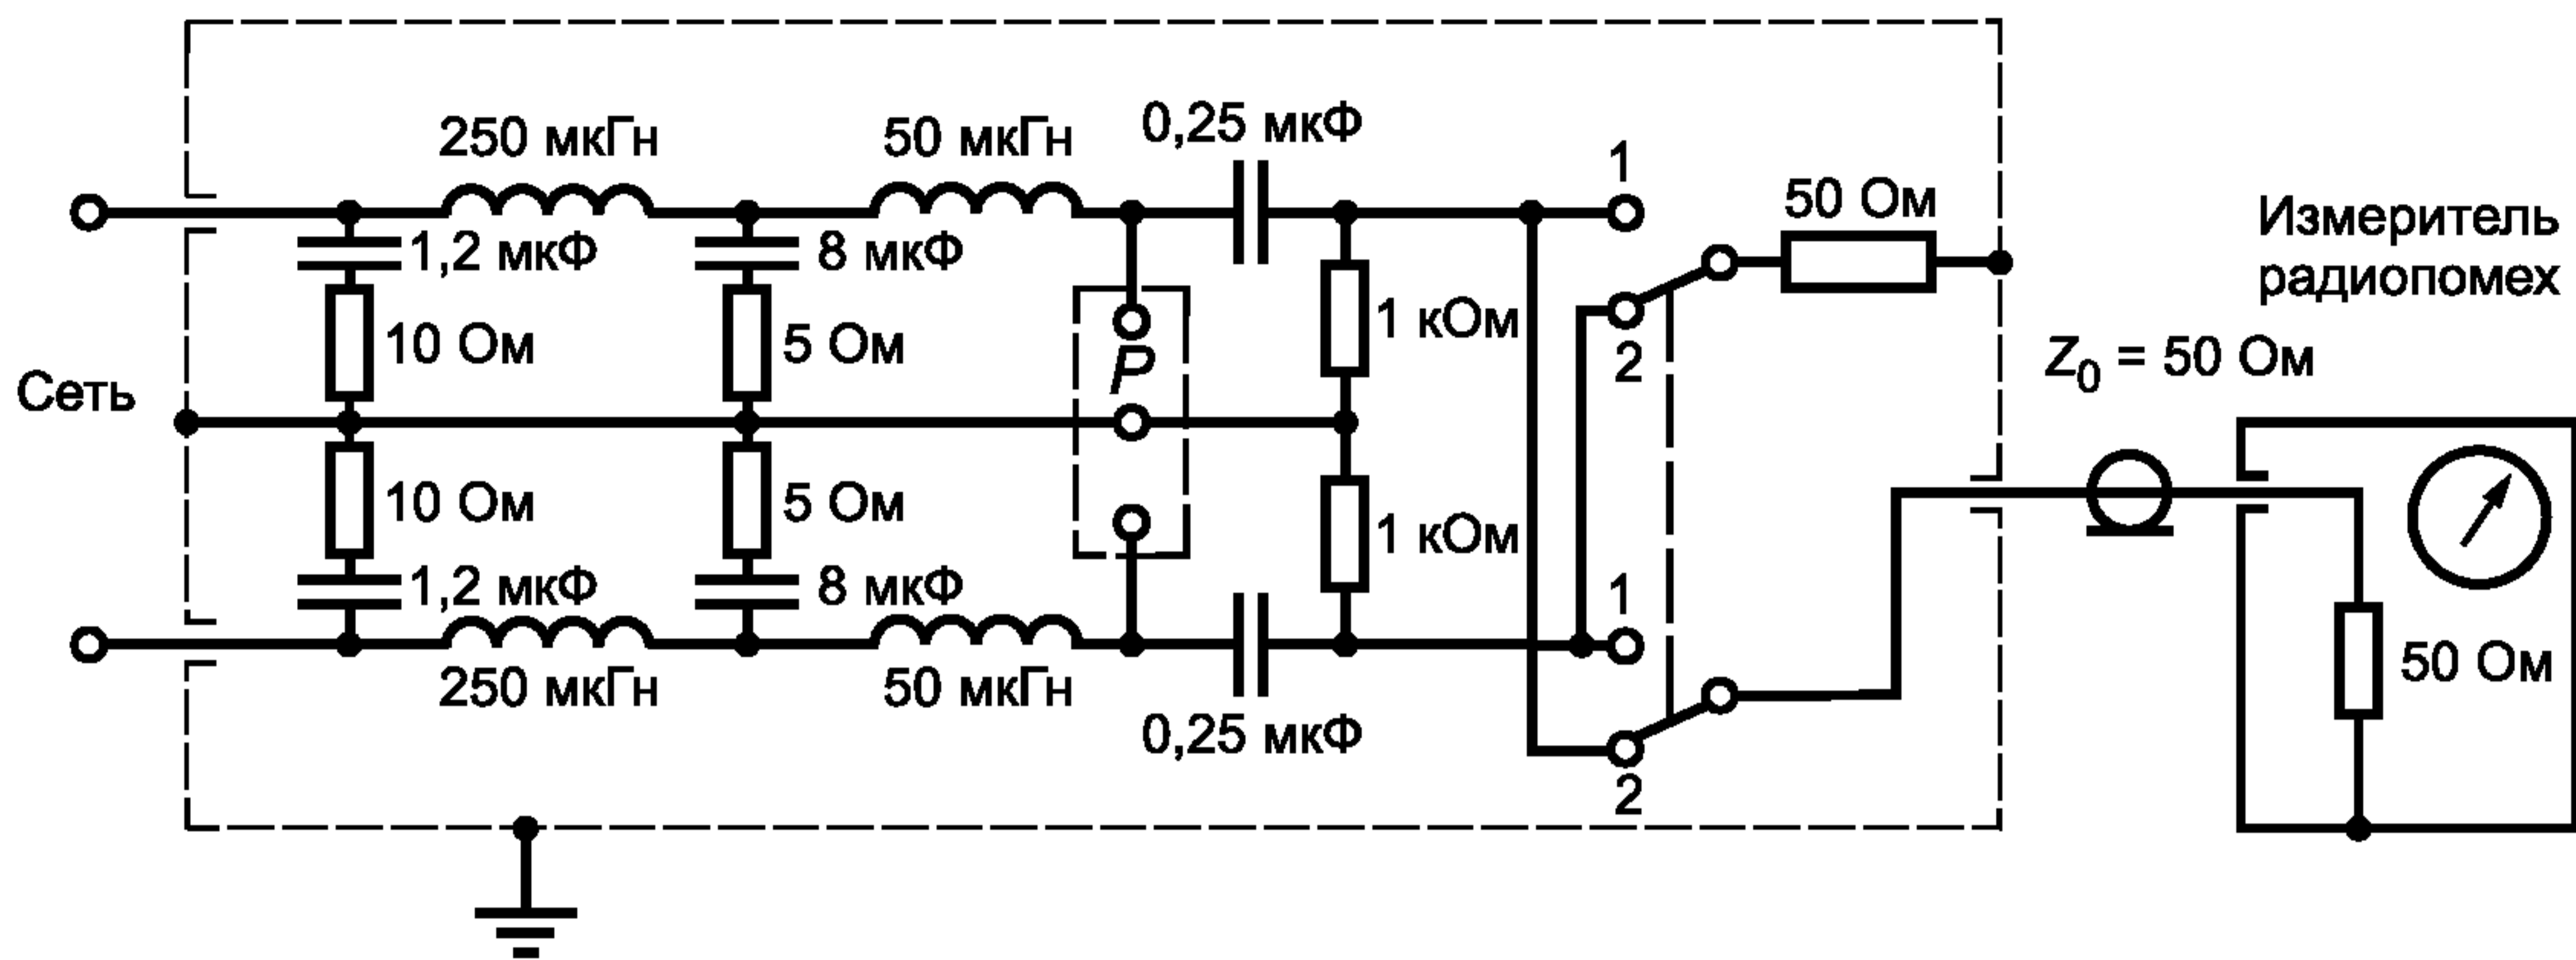 250 мкГн
50 мкГн
0,25 мкФ
1
50 Ом
Измеритель
радиопомех
1,2 мкФ
8 мкФ
10 Ом
5 Ом
P
1 кОм
2
Z0 = 50 Ом
Сеть
10 Ом
5 Ом
1 кОм
1,2 мкФ
8 мкФ
1
250 мкГн
50 мкГн
0,25 мкФ
50 Ом
2